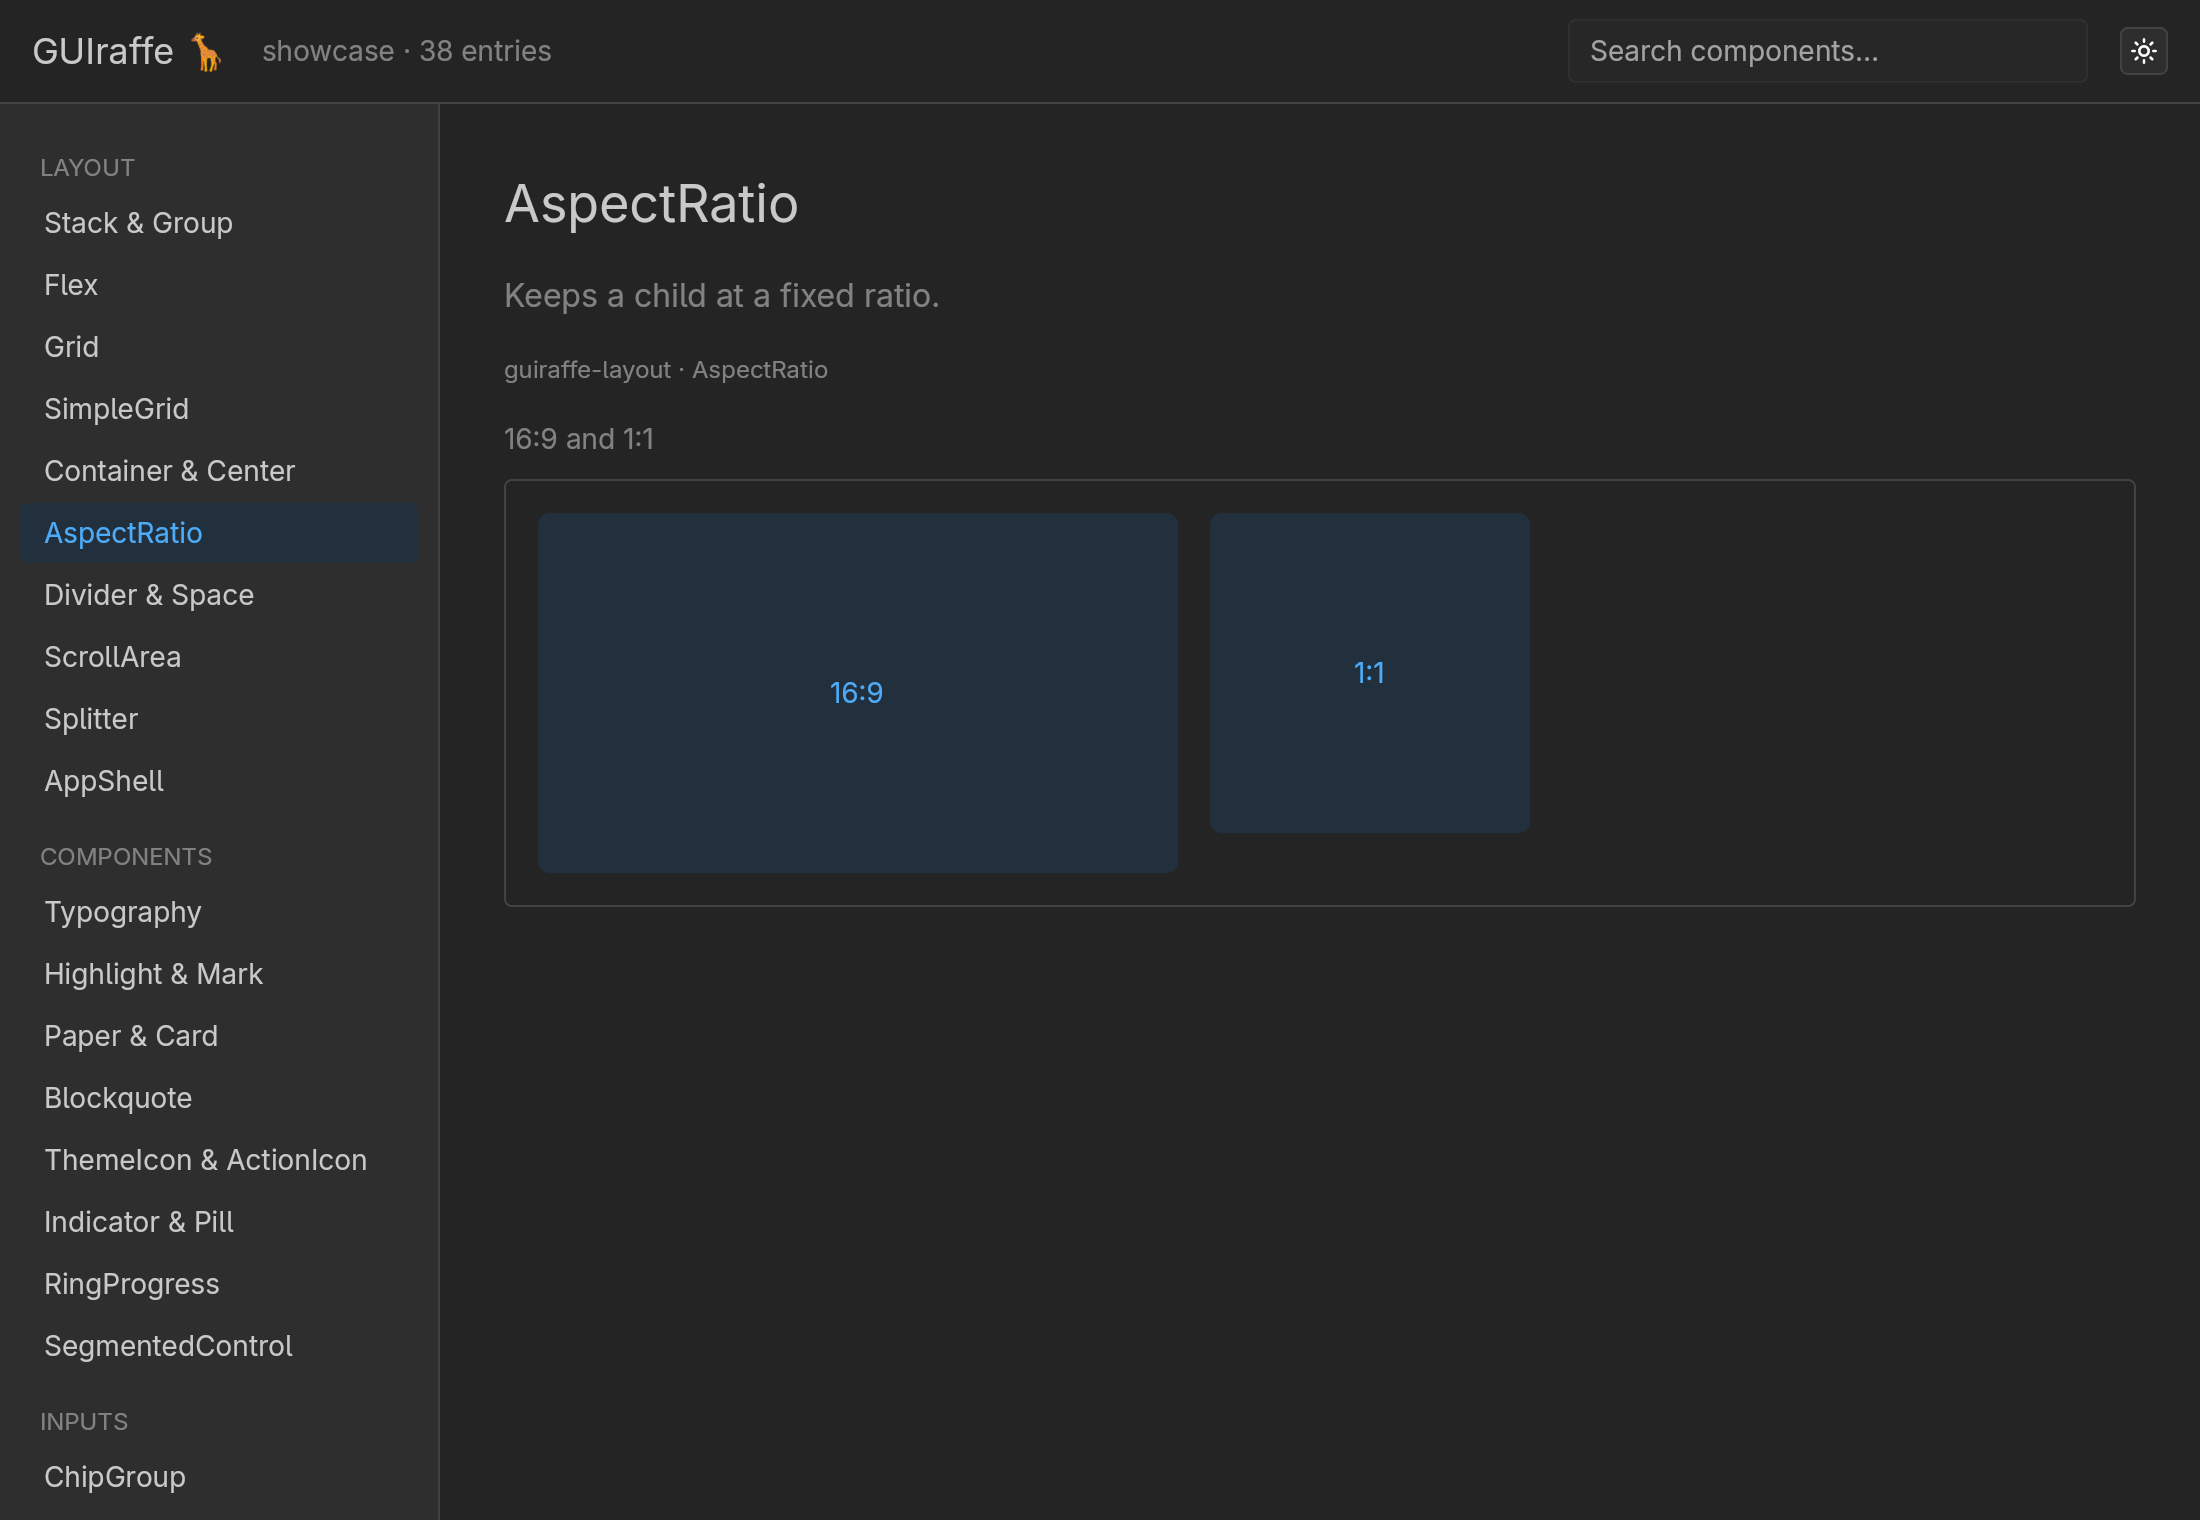 GUIraffe 🦒 showcase · 38 entries
Search components...
LAYOUT
Stack & Group
Flex
Grid
SimpleGrid
Container & Center
AspectRatio
Divider & Space
ScrollArea
Splitter
AppShell
COMPONENTS
Typography
Highlight & Mark
Paper & Card
Blockquote
ThemeIcon & ActionIcon
Indicator & Pill
RingProgress
SegmentedControl
INPUTS
ChipGroup
AspectRatio
Keeps a child at a fixed ratio.
guiraffe-layout · AspectRatio
16:9 and 1:1
16:9
1:1